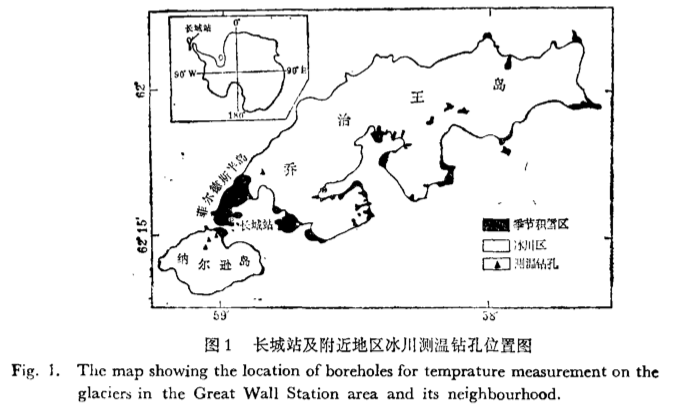 长城站
0°
90°W
90°E
180°
62°
62°15′
59°
58°
乔 治 王 岛
菲尔德斯半岛
长城站
纳 尔 逊 岛
季节积雪区
冰川区
测温钻孔
图1 长城站及附近地区冰川测温钻孔位置图
Fig. 1. The map showing the location of boreholes for temprature measurement on the
glaciers in the Great Wall Station area and its neighbourhood.